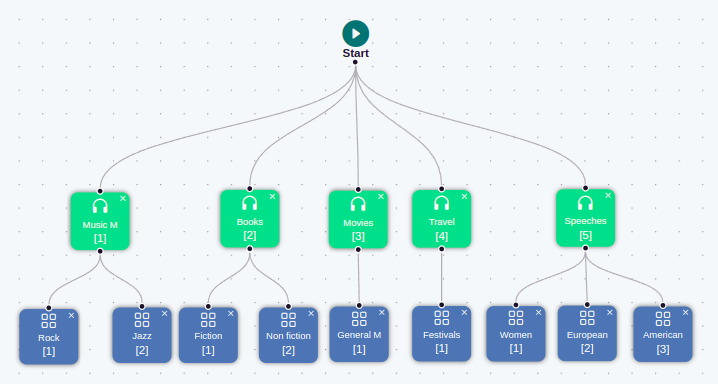 Start
Music M
[1]
Books
[2]
Movies
[3]
Travel
[4]
Speeches
[5]
Rock
[1]
Jazz
[2]
Fiction
[1]
Non fiction
[2]
General M
[1]
Festivals
[1]
Women
[1]
European
[2]
American
[3]